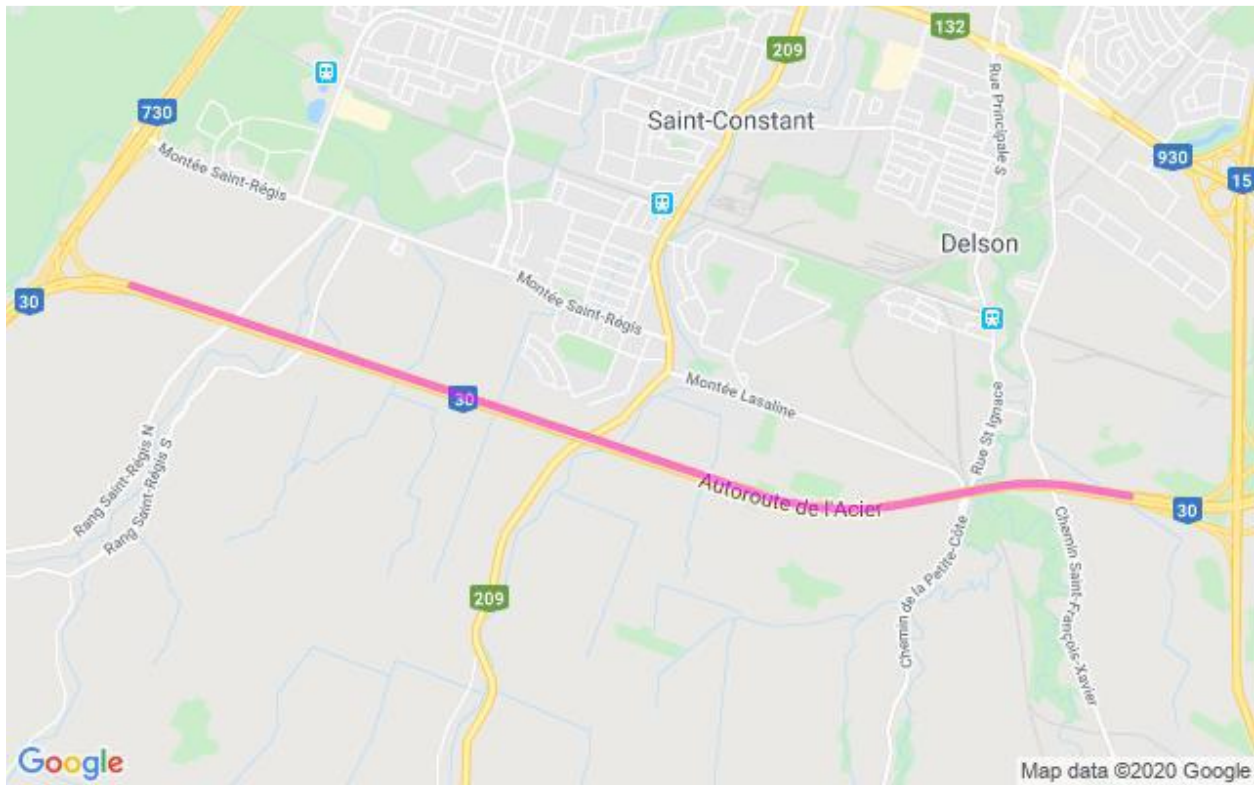 132
209
Rue Principale S
730
Saint-Constant
Montée Saint-Régis
930
15
Delson
30
Montée Saint-Régis
Montée Lasaline
30
Rue St Ignace
Rang Saint-Régis N
Rang Saint-Régis S
Autoroute de l'Acier
30
Chemin de la Petite-Côte
Chemin Saint-François-Xavier
209
Google
Map data ©2020 Google